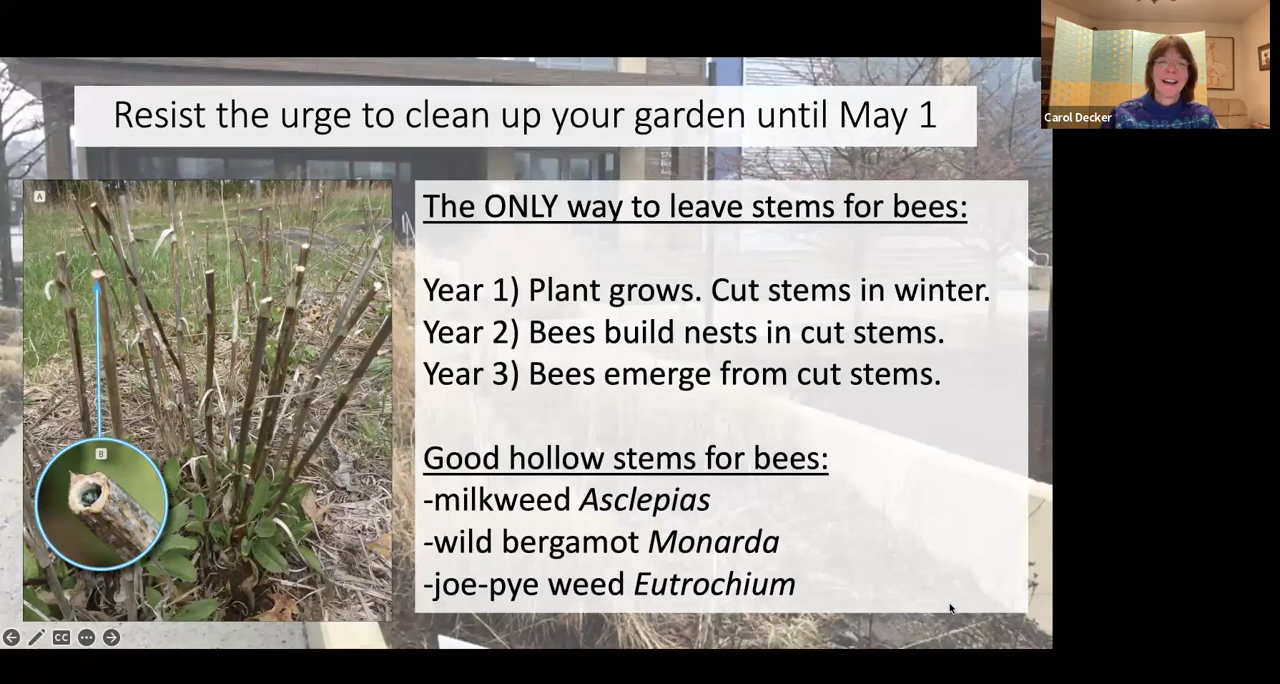 Resist the urge to clean up your garden until May 1
Carol Decker
A
The ONLY way to leave stems for bees:
Year 1) Plant grows. Cut stems in winter.
Year 2) Bees build nests in cut stems.
Year 3) Bees emerge from cut stems.
B
Good hollow stems for bees:
-milkweed Asclepias
-wild bergamot Monarda
-joe-pye weed Eutrochium
CC